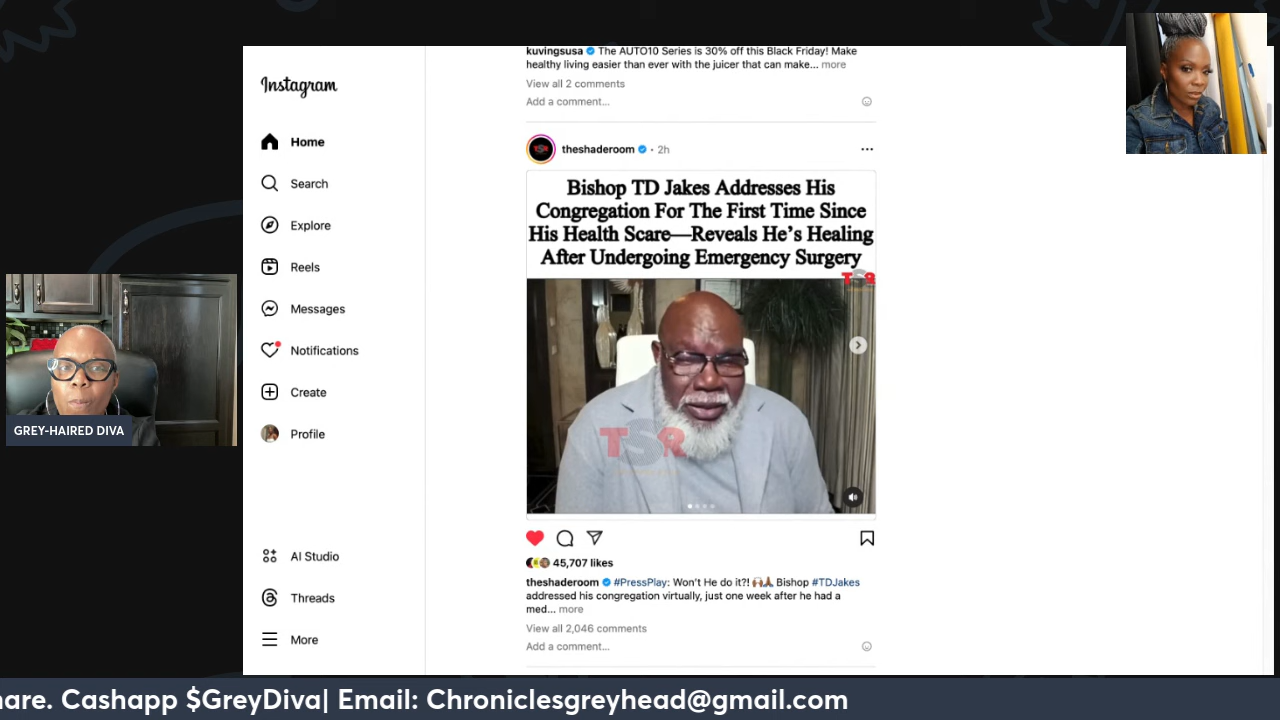 Instagram
Home
Search
Explore
Reels
Messages
Notifications
Create
Profile
AI Studio
Threads
More
kuvingsusa The AUTO10 Series is 30% off this Black Friday! Make
healthy living easier than ever with the juicer that can make... more
View all 2 comments
Add a comment...
theshaderoom • 2h
Bishop TD Jakes Addresses His
Congregation For The First Time Since
His Health Scare—Reveals He's Healing
After Undergoing Emergency Surgery
TSR
TSR
45,707 likes
theshaderoom #PressPlay: Won't He do it?! Bishop #TDJakes
addressed his congregation virtually, just one week after he had a
med... more
View all 2,046 comments
Add a comment...
GREY-HAIRED DIVA
Cashapp $GreyDiva| Email: Chroniclesgreyhead@gmail.com